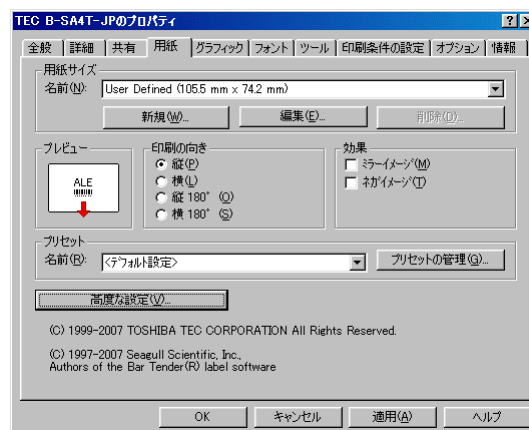 TEC B-SA4T-JPのプロパティ
全般 詳細 共有 用紙 グラフィック フォント ツール 印刷条件の設定 オプション 情報
用紙サイズ
名前(N): User Defined (105.5 mm x 74.2 mm)
新規(W)... 編集(E)... 削除(D)...
プレビュー 印刷の向き 効果
ALE
縦(P) ミラーイメージ(M)
横(L) ネガイメージ(T)
縦 180° (O)
横 180° (S)
プリセット
名前(R): <デフォルト設定> プリセットの管理(G)...
高度な設定(V)...
(C) 1999-2007 TOSHIBA TEC CORPORATION All Rights Reserved.
(C) 1997-2007 Seagull Scientific, Inc.,
Authors of the Bar Tender(R) label software
OK キャンセル 適用(A) ヘルプ